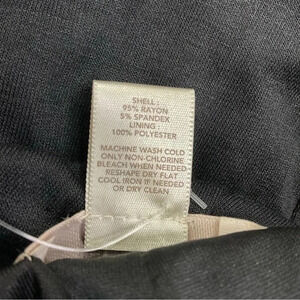 SHELL:
95% RAYON
5% SPANDEX
LINING:
100% POLYESTER
MACHINE WASH COLD
ONLY NON-CHLORINE
BLEACH WHEN NEEDED
RESHAPE DRY FLAT
COOL IRON IF NEEDED
OR DRY CLEAN